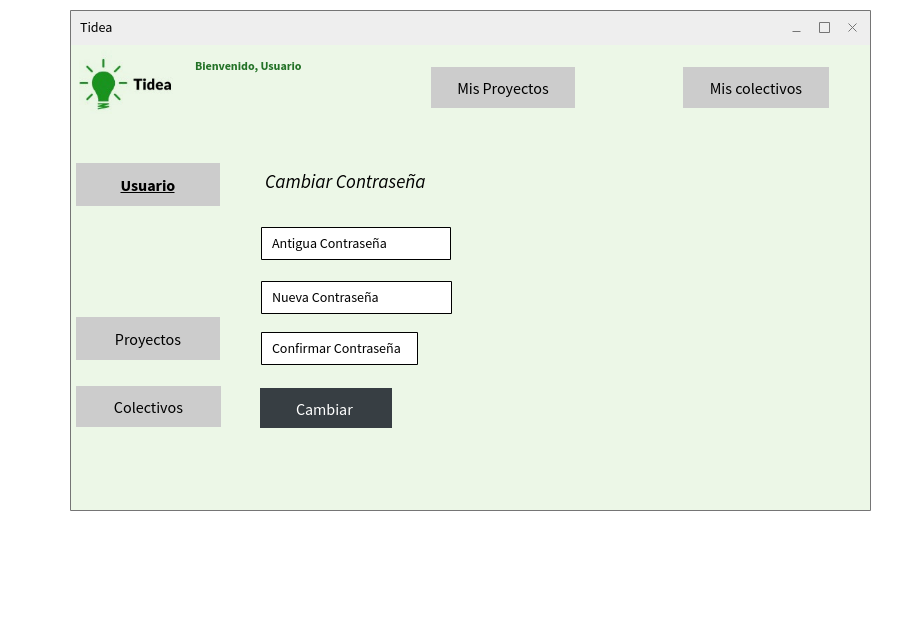 Tidea
Bienvenido, Usuario
Tidea
Mis Proyectos
Mis colectivos
Usuario
Cambiar Contraseña
Antigua Contraseña
Nueva Contraseña
Proyectos
Confirmar Contraseña
Colectivos
Cambiar